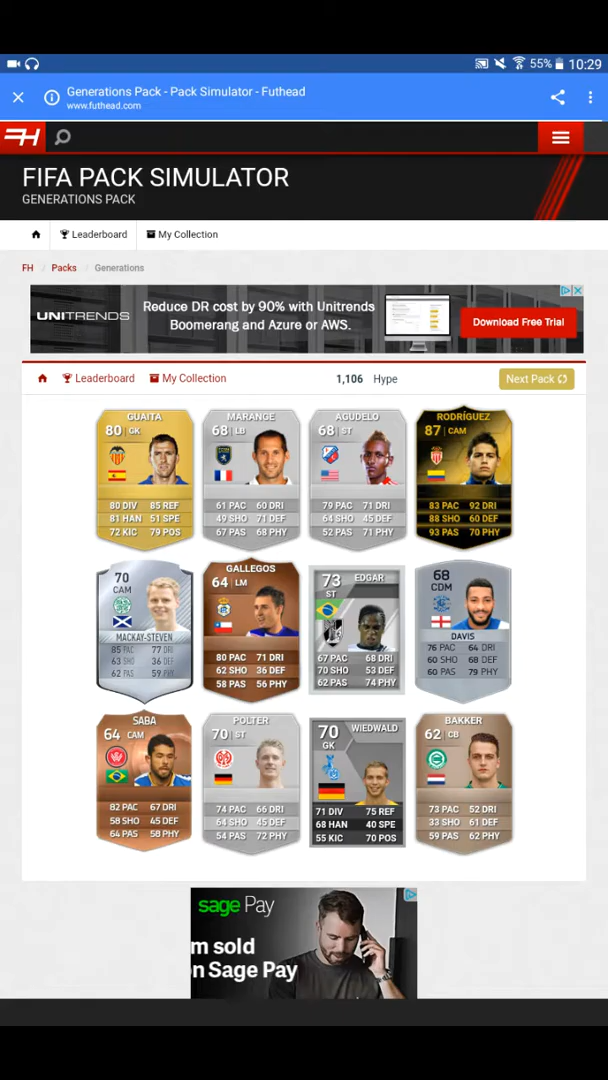 55% 10:29
Generations Pack - Pack Simulator - Futhead
www.futhead.com
FH
FIFA PACK SIMULATOR
GENERATIONS PACK
Leaderboard My Collection
FH / Packs / Generations
UNITRENDS
Reduce DR cost by 90% with Unitrends
Boomerang and Azure or AWS.
Download Free Trial
Leaderboard My Collection 1,106 Hype Next Pack
GUAITA
80 GK
80 DIV 85 REF
81 HAN 51 SPE
72 KIC 79 POS
MARANGE
68 LB
61 PAC 60 DRI
49 SHO 71 DEF
67 PAS 68 PHY
AGUDELO
68 ST
79 PAC 71 DRI
64 SHO 45 DEF
52 PAS 71 PHY
RODRÍGUEZ
87 CAM
83 PAC 92 DRI
88 SHO 60 DEF
93 PAS 70 PHY
70
CAM
MACKAY-STEVEN
85 PAC 77 DRI
63 SHO 36 DEF
62 PAS 59 PHY
GALLEGOS
64 LM
80 PAC 71 DRI
62 SHO 36 DEF
58 PAS 56 PHY
73 EDGAR
ST
67 PAC 68 DRI
70 SHO 53 DEF
62 PAS 74 PHY
68
CDM
DAVIS
76 PAC 64 DRI
60 SHO 68 DEF
60 PAS 79 PHY
SABA
64 CAM
82 PAC 67 DRI
58 SHO 45 DEF
64 PAS 58 PHY
POLTER
70 ST
74 PAC 66 DRI
64 SHO 45 DEF
54 PAS 72 PHY
70 WIEDWALD
GK
71 DIV 75 REF
68 HAN 40 SPE
55 KIC 70 POS
BAKKER
62 CB
73 PAC 52 DRI
33 SHO 61 DEF
59 PAS 62 PHY
sage Pay
m sold
on Sage Pay